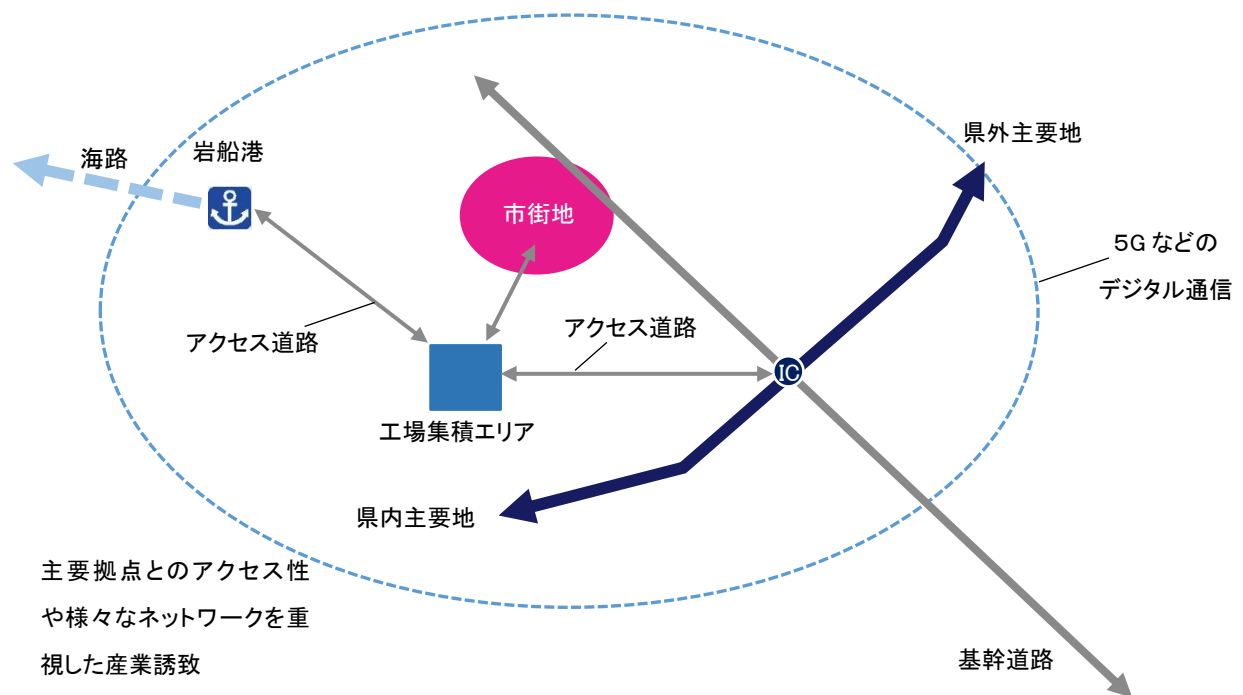 県外主要地
海路
岩船港
市街地
5G などの
デジタル通信
アクセス道路
アクセス道路
IC
工場集積エリア
県内主要地
主要拠点とのアクセス性
や様々なネットワークを重
視した産業誘致
基幹道路